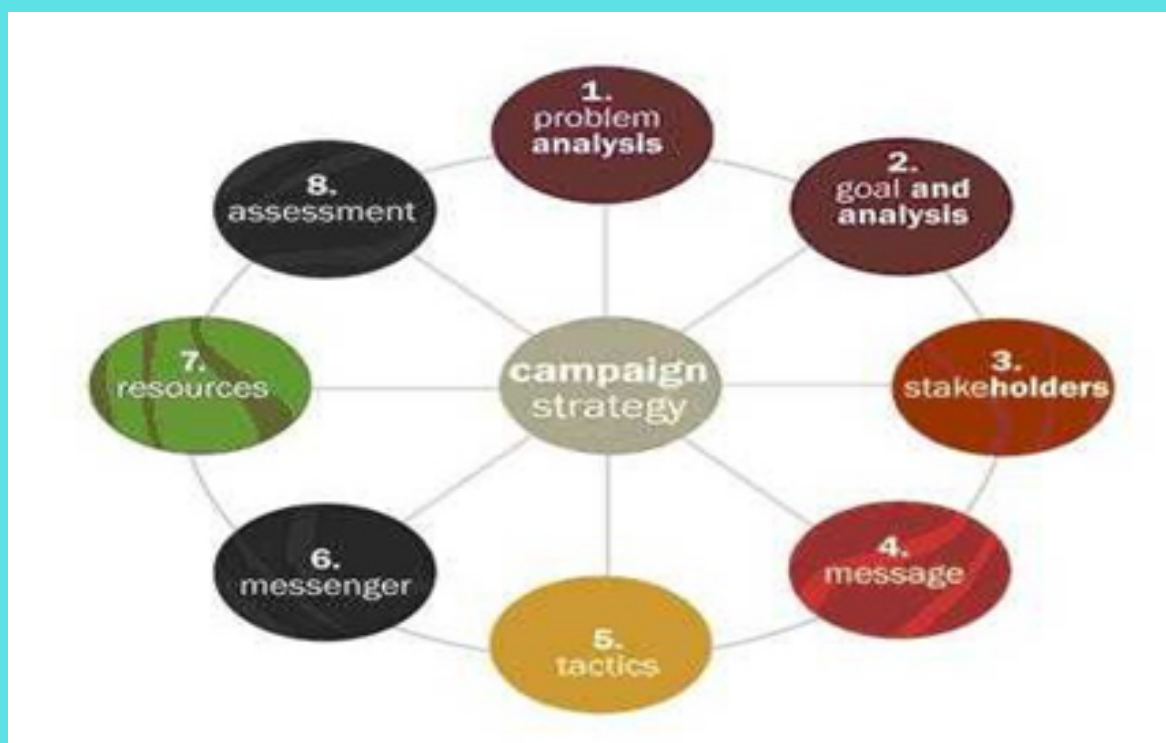 1.
problem
analysis
2.
goal and
analysis
3.
stakeholders
4.
message
5.
tactics
6.
messenger
7.
resources
8.
assessment
campaign
strategy